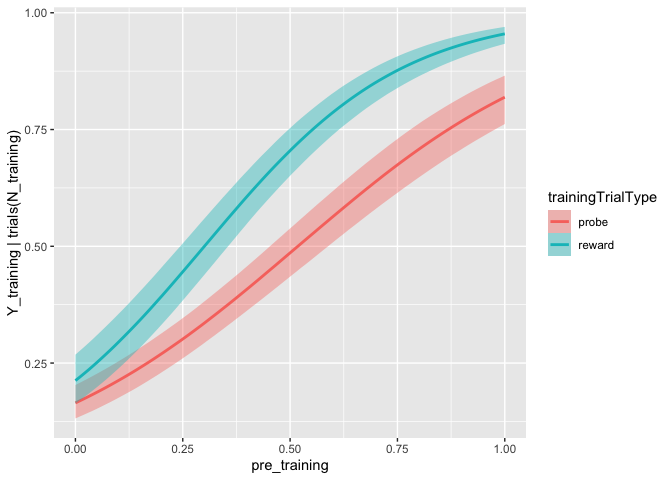 1.00
0.75
0.50
0.25
Y_training | trials(N_training)
0.00
0.25
0.50
0.75
1.00
pre_training
trainingTrialType
probe
reward